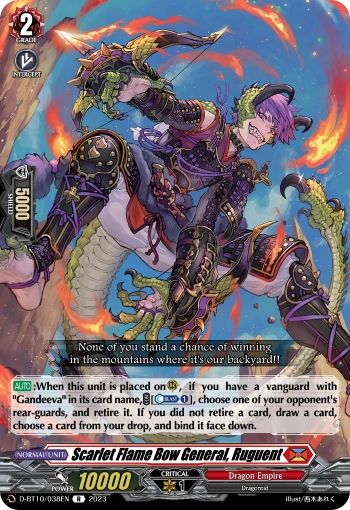 2
GRADE
INTERCEPT
5000
SHIELD
None of you stand a chance of winning
in the mountains where it's our backyard!!
AUTO:When this unit is placed on RC, if you have a vanguard with
"Gandeeva" in its card name, COST [C BLAST 1], choose one of your opponent's
rear-guards, and retire it. If you did not retire a card, draw a card,
choose a card from your drop, and bind it face down.
NORMAL UNIT
Scarlet Flame Bow General, Ruguent
POWER 10000
CRITICAL
1
Dragon Empire
Dragoroid
D-BT10/038EN R 2023
illust/吉木あれく